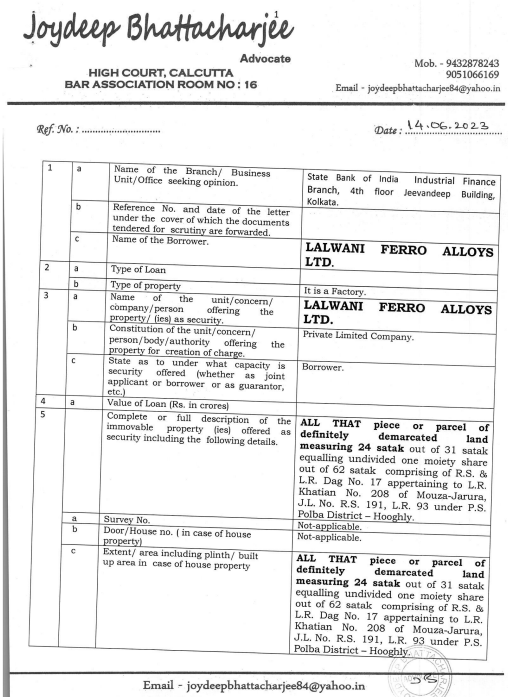 Joydeep Bhattacharjee
Advocate
HIGH COURT, CALCUTTA
BAR ASSOCIATION ROOM NO : 16
Mob. - 9432878243
9051066169
Email - joydeepbhattacharjee84@yahoo.in
Ref. No. : ............................
Date : 14.06.2023
1 a Name of the Branch/ Business
Unit/Office seeking opinion.
State Bank of India Industrial Finance
Branch, 4th floor Jeevandeep Building,
Kolkata.
b Reference No. and date of the letter
under the cover of which the documents
tendered for scrutiny are forwarded.
c Name of the Borrower.
LALWANI FERRO ALLOYS
LTD.
2 a Type of Loan
b Type of property
It is a Factory.
3 a Name of the unit/concern/
company/person offering the
property/ (ies) as security.
LALWANI FERRO ALLOYS
LTD.
b Constitution of the unit/concern/
person/body/authority offering the
property for creation of charge.
Private Limited Company.
c State as to under what capacity is
security offered (whether as joint
applicant or borrower or as guarantor,
etc.)
Borrower.
4 a Value of Loan (Rs. in crores)
5 Complete or full description of the
immovable property (ies) offered as
security including the following details.
ALL THAT piece or parcel of
definitely demarcated land
measuring 24 satak out of 31 satak
equalling undivided one moiety share
out of 62 satak comprising of R.S. &
L.R. Dag No. 17 appertaining to L.R.
Khatian No. 208 of Mouza-Jarura,
J.L. No. R.S. 191, L.R. 93 under P.S.
Polba District – Hooghly.
a Survey No.
Not-applicable.
b Door/House no. ( in case of house
property)
Not-applicable.
c Extent/ area including plinth/ built
up area in case of house property
ALL THAT piece or parcel of
definitely demarcated land
measuring 24 satak out of 31 satak
equalling undivided one moiety share
out of 62 satak comprising of R.S. &
L.R. Dag No. 17 appertaining to L.R.
Khatian No. 208 of Mouza-Jarura,
J.L. No. R.S. 191, L.R. 93 under P.S.
Polba District – Hooghly.
Email - joydeepbhattacharjee84@yahoo.in